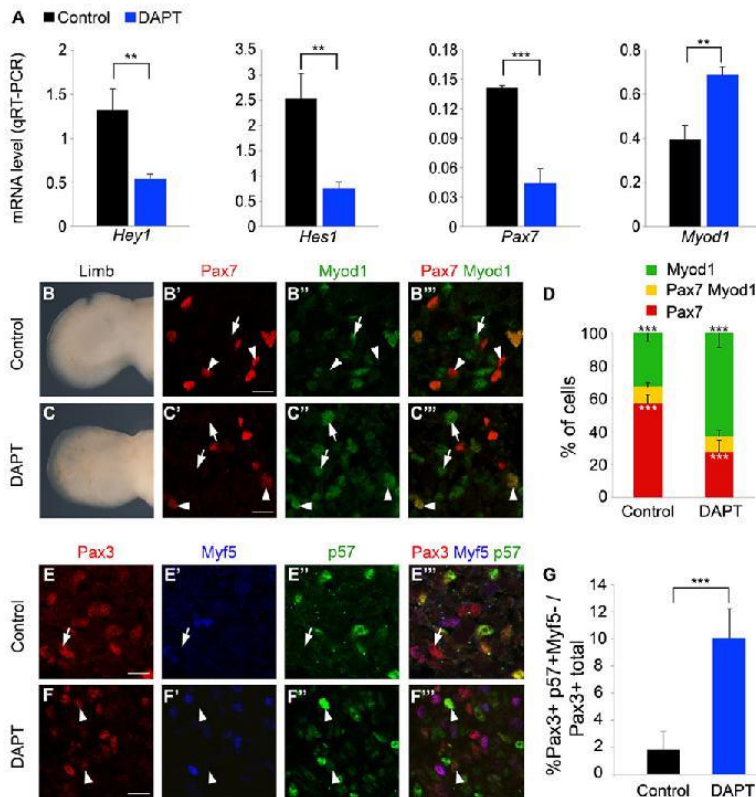 A Control DAPT
mRNA level (qRT-PCR)
** ** *** **
2 1.5 1 0.5 0
Hey1
3 2.5 2 1.5 1 0.5 0
Hes1
0.15 0.12 0.09 0.06 0.03 0
Pax7
0.8 0.6 0.4 0.2 0
Myod1
Limb Pax7 Myod1 Pax7 Myod1
Control
B B' B'' B'''
DAPT
C C' C'' C'''
D
Myod1
Pax7 Myod1
Pax7
% of cells
100 80 60 40 20 0
*** ***
*** ***
Control DAPT
Pax3 Myf5 p57 Pax3 Myf5 p57
Control
E E' E'' E'''
DAPT
F F' F'' F'''
G
%Pax3+ p57+Myf5- /
Pax3+ total
14 12 10 8 6 4 2 0
***
Control DAPT